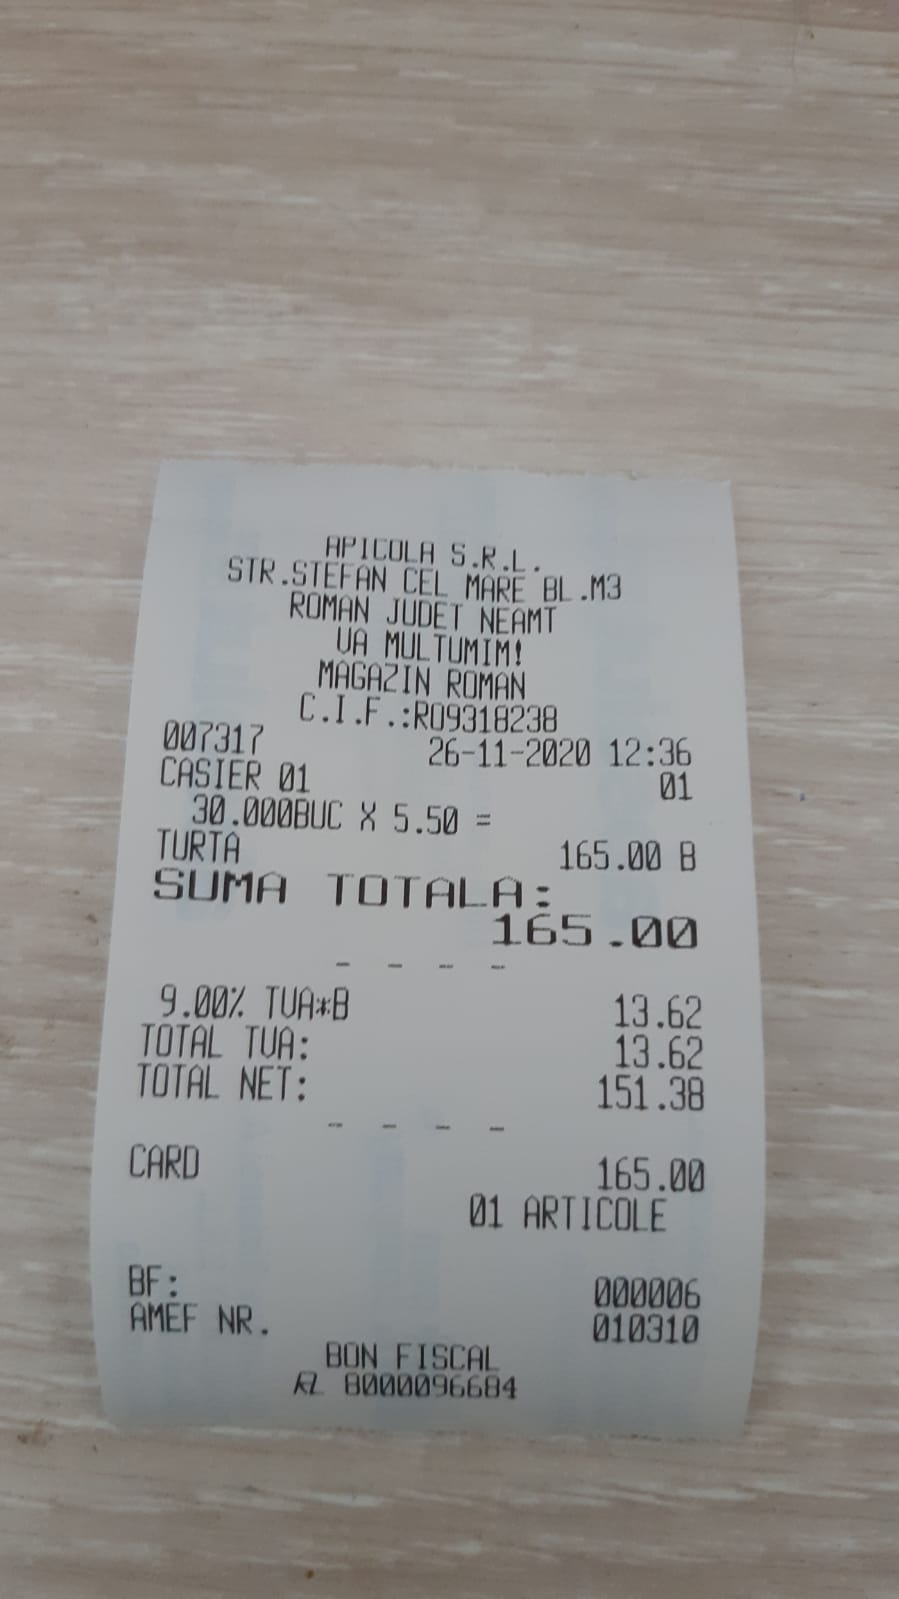 APICOLA S.R.L.
STR.STEFAN CEL MARE BL.M3
ROMAN JUDET NEAMT
VA MULTUMIM!
MAGAZIN ROMAN
C.I.F.:RO9318238
007317 26-11-2020 12:36
CASIER 01 01
30.000BUC X 5.50 =
TURTA 165.00 B
SUMA TOTALA:
165.00
- - - -
9.00% TVA*B 13.62
TOTAL TVA: 13.62
TOTAL NET: 151.38
- - - -
CARD 165.00
01 ARTICOLE
BF: 000006
AMEF NR. 010310
BON FISCAL
8000096684